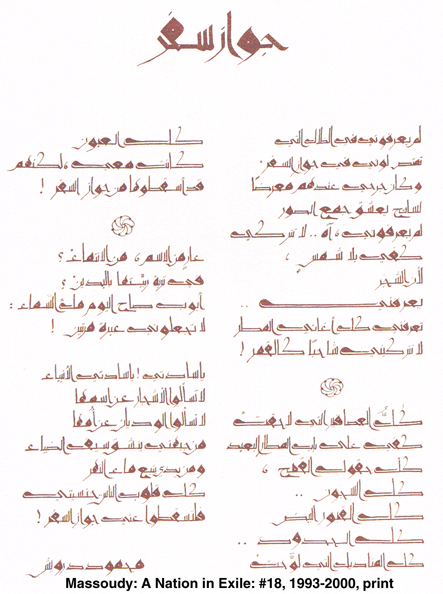 جواز سفر
لم يعرفوني في الظلال التي
تمتص لوني في جواز السفر
وكان جرحي عندهم معرضا
لسائح يعشق جمع الصور
لم يعرفوني ، آه .. لا تتركي
كفي بلا شمس ،
لأن الشجر
يعرفني ..
تعرفني كل أغاني المطر
لا تتركيني شاحبا كالقمر !
كل العصافير التي لاحقت
كفي على باب المطار البعيد
كل حقول القمح ،
كل السجون ..
كل القبور البيض
كل الحدود ..
كل المناديل التي لوحت
كل العيون
كانت معي ، لكنهم
قد أسقطوها من جواز السفر !
عار من الاسم ، من الانتماء ؟
في تربة ربيتها باليدين ؟
أيوب صاح اليوم ملء السماء :
لا تجعلوني عبرة مرتين !
يا سادتي ! يا سادتي الأنبياء
لا تسألوا الأشجار عن اسمها
لا تسألوا الوديان عن أمها
من جبهتي ينشق سيف الضياء
ومن يدي ينبع ماء النهر
كل قلوب الناس جنسيتي
فلتسقطوا عني جواز السفر !
محمود درويش
Massoudy: A Nation in Exile: #18, 1993-2000, print